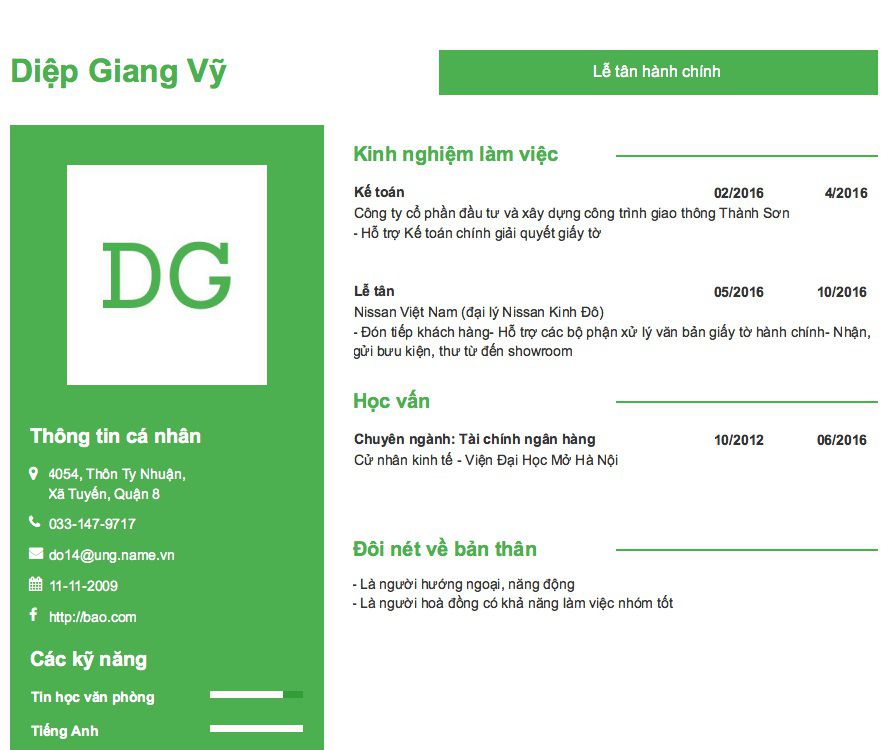 Diệp Giang Vỹ
Lễ tân hành chính
DG
Thông tin cá nhân
4054, Thôn Ty Nhuận,
Xã Tuyến, Quận 8
033-147-9717
do14@ung.name.vn
11-11-2009
http://bao.com
Các kỹ năng
Tin học văn phòng
Tiếng Anh
Kinh nghiệm làm việc
Kế toán 02/2016 4/2016
Công ty cổ phần đầu tư và xây dựng công trình giao thông Thành Sơn
- Hỗ trợ Kế toán chính giải quyết giấy tờ
Lễ tân 05/2016 10/2016
Nissan Việt Nam (đại lý Nissan Kinh Đô)
- Đón tiếp khách hàng- Hỗ trợ các bộ phận xử lý văn bản giấy tờ hành chính- Nhận,
gửi bưu kiện, thư từ đến showroom
Học vấn
Chuyên ngành: Tài chính ngân hàng 10/2012 06/2016
Cử nhân kinh tế - Viện Đại Học Mở Hà Nội
Đôi nét về bản thân
- Là người hướng ngoại, năng động
- Là người hoà đồng có khả năng làm việc nhóm tốt